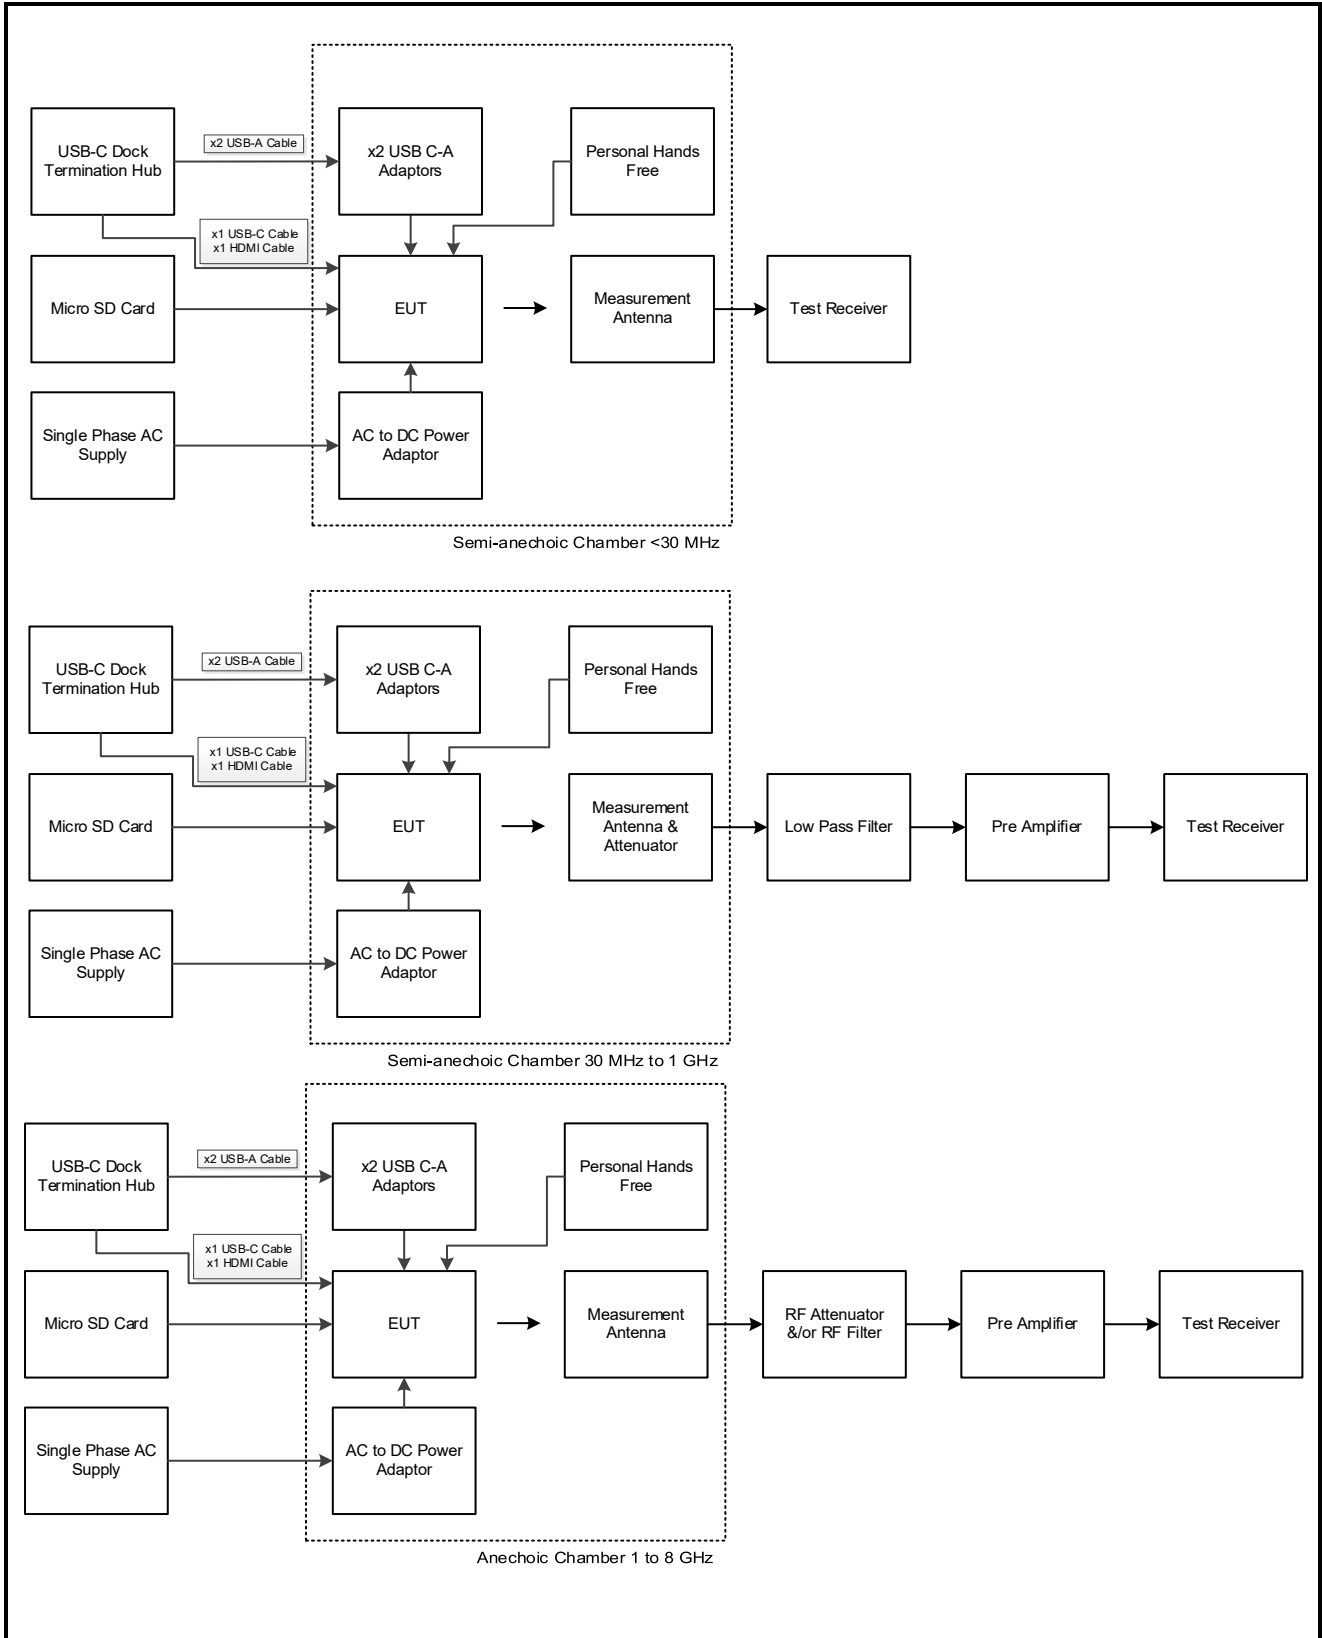 USB-C Dock
Termination Hub
x2 USB-A Cable
x2 USB C-A
Adaptors
Personal Hands
Free
x1 USB-C Cable
x1 HDMI Cable
Micro SD Card
EUT
Measurement
Antenna
Test Receiver
Single Phase AC
Supply
AC to DC Power
Adaptor
Semi-anechoic Chamber <30 MHz
USB-C Dock
Termination Hub
x2 USB-A Cable
x2 USB C-A
Adaptors
Personal Hands
Free
x1 USB-C Cable
x1 HDMI Cable
Micro SD Card
EUT
Measurement
Antenna &
Attenuator
Low Pass Filter
Pre Amplifier
Test Receiver
Single Phase AC
Supply
AC to DC Power
Adaptor
Semi-anechoic Chamber 30 MHz to 1 GHz
USB-C Dock
Termination Hub
x2 USB-A Cable
x2 USB C-A
Adaptors
Personal Hands
Free
x1 USB-C Cable
x1 HDMI Cable
Micro SD Card
EUT
Measurement
Antenna
RF Attenuator
&/or RF Filter
Pre Amplifier
Test Receiver
Single Phase AC
Supply
AC to DC Power
Adaptor
Anechoic Chamber 1 to 8 GHz